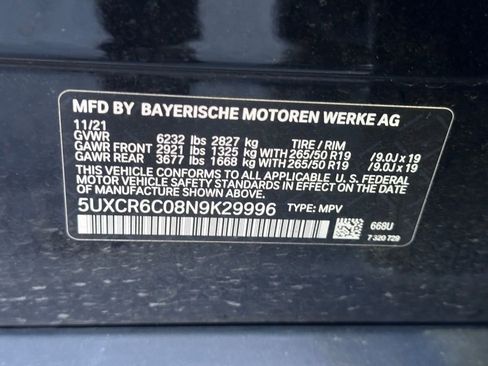 MFD BY BAYERISCHE MOTOREN WERKE AG
11/21
GVWR 6232 lbs 2827 kg TIRE / RIM
GAWR FRONT 2921 lbs 1325 kg WITH 265/50 R19 /9.0J x 19
GAWR REAR 3677 lbs 1668 kg WITH 265/50 R19 /9.0J x 19
THIS VEHICLE CONFORMS TO ALL APPLICABLE U. S. FEDERAL
MOTOR VEHICLE SAFETY AND THEFT PREVENTION STANDARDS
IN EFFECT ON THE DATE OF MANUFACTURE SHOWN ABOVE.
5UXCR6C08N9K29996 TYPE: MPV
668U
7 320 729